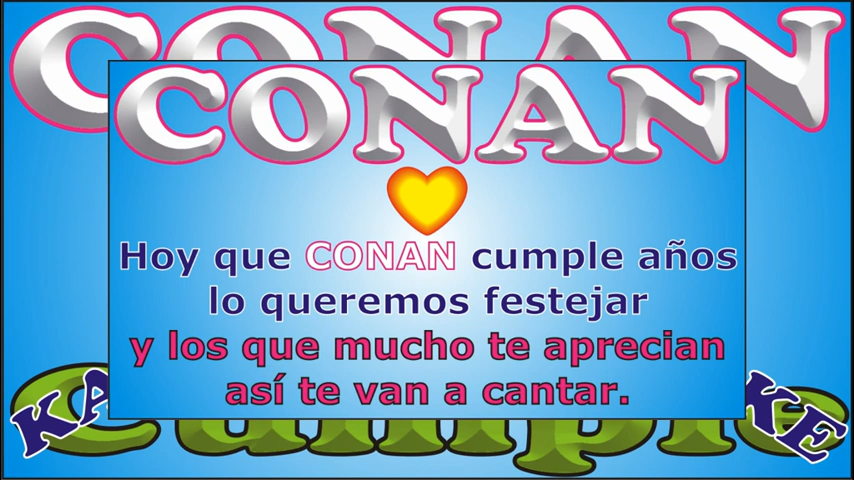 CONAN
CONAN
Hoy que CONAN cumple años
lo queremos festejar
y los que mucho te aprecian
así te van a cantar.